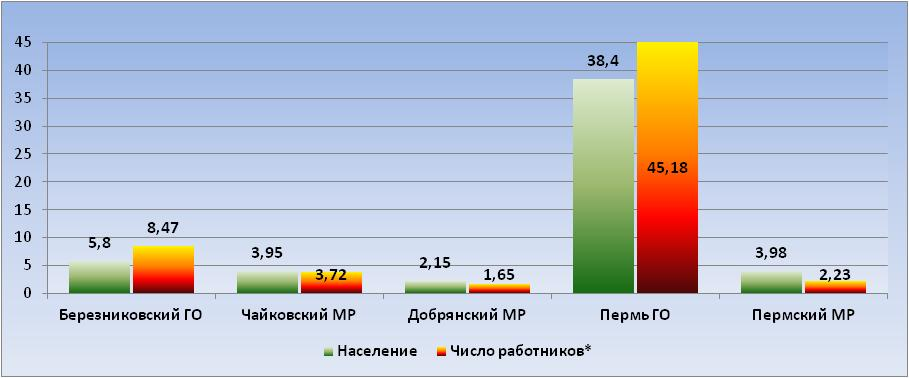 45
40
35
30
25
20
15
10
5
0
5,8
8,47
3,95
3,72
2,15
1,65
38,4
45,18
3,98
2,23
Березниковский ГО
Чайковский МР
Добрянский МР
Пермь ГО
Пермский МР
Население
Число работников*